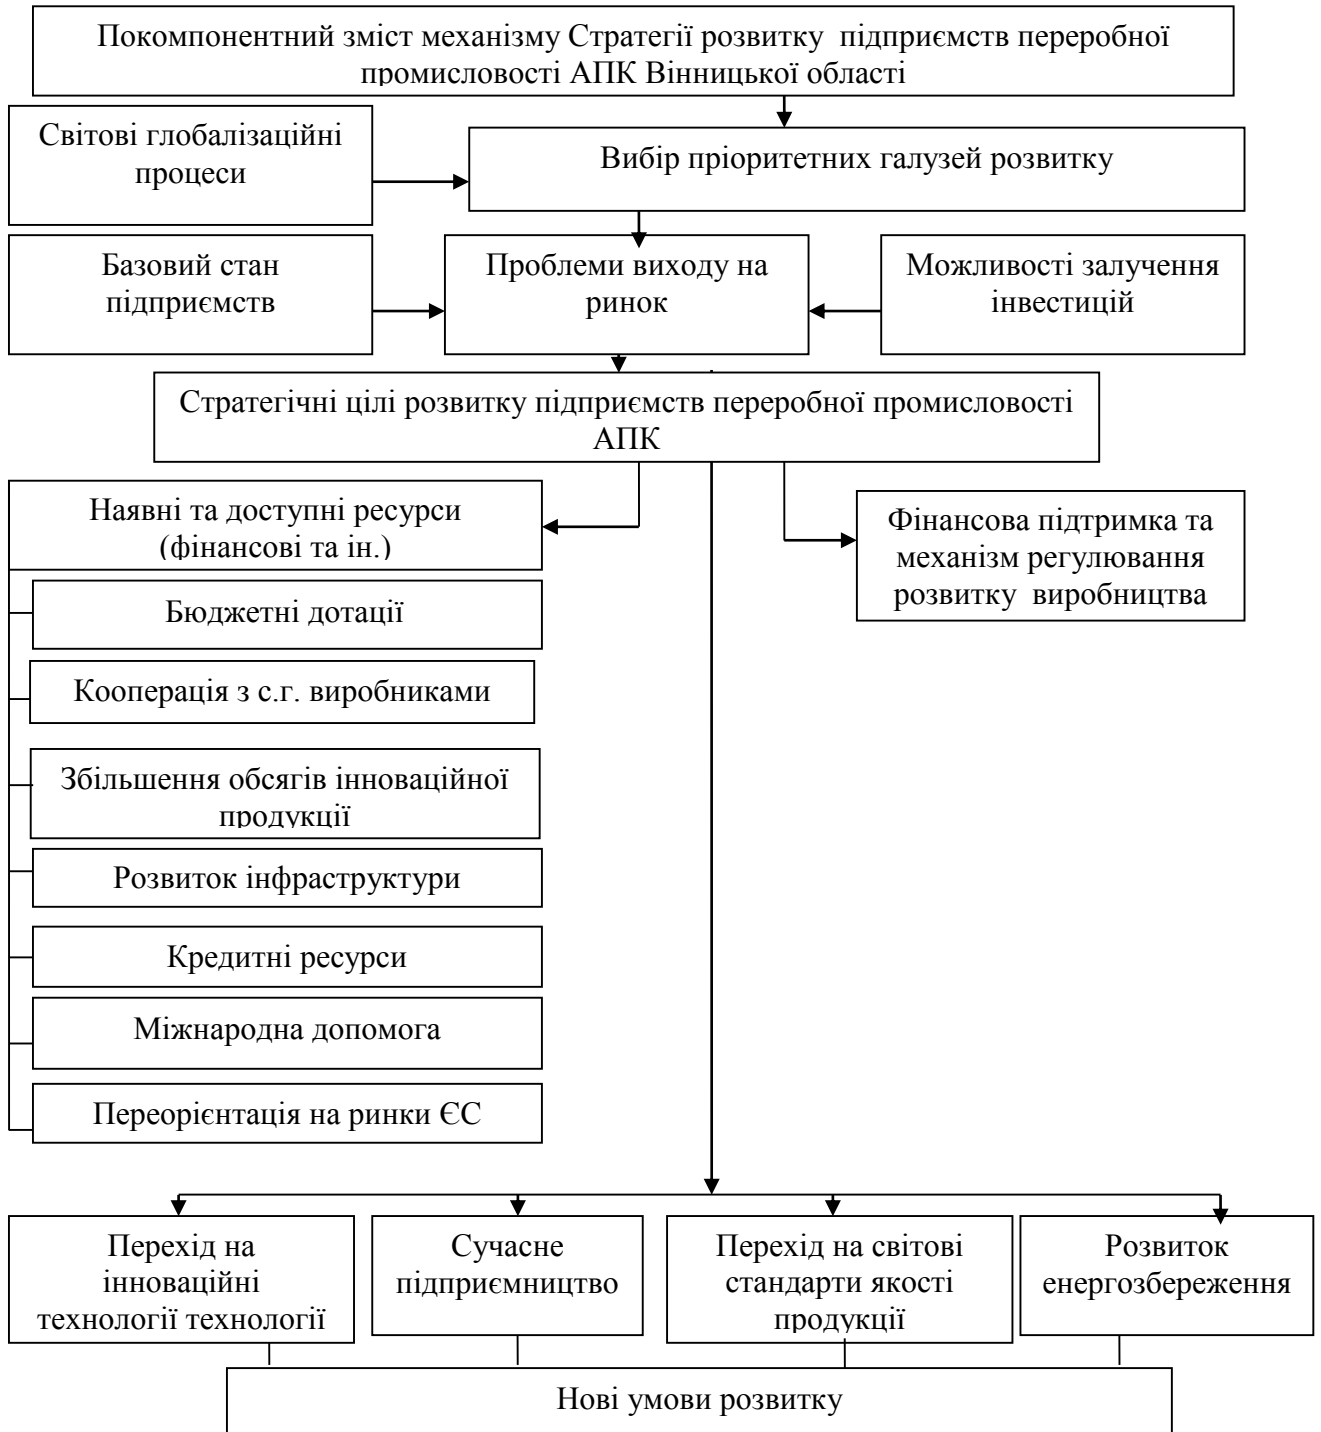 Покомпонентний зміст механізму Стратегії розвитку підприємств переробної
промисловості АПК Вінницької області
Світові глобалізаційні
процеси
Вибір пріоритетних галузей розвитку
Базовий стан
підприємств
Проблеми виходу на
ринок
Можливості залучення
інвестицій
Стратегічні цілі розвитку підприємств переробної промисловості
АПК
Наявні та доступні ресурси
(фінансові та ін.)
Фінансова підтримка та
механізм регулювання
розвитку виробництва
Бюджетні дотації
Кооперація з с.г. виробниками
Збільшення обсягів інноваційної
продукції
Розвиток інфраструктури
Кредитні ресурси
Міжнародна допомога
Переорієнтація на ринки ЄС
Перехід на
інноваційні
технології технології
Сучасне
підприємництво
Перехід на світові
стандарти якості
продукції
Розвиток
енергозбереження
Нові умови розвитку